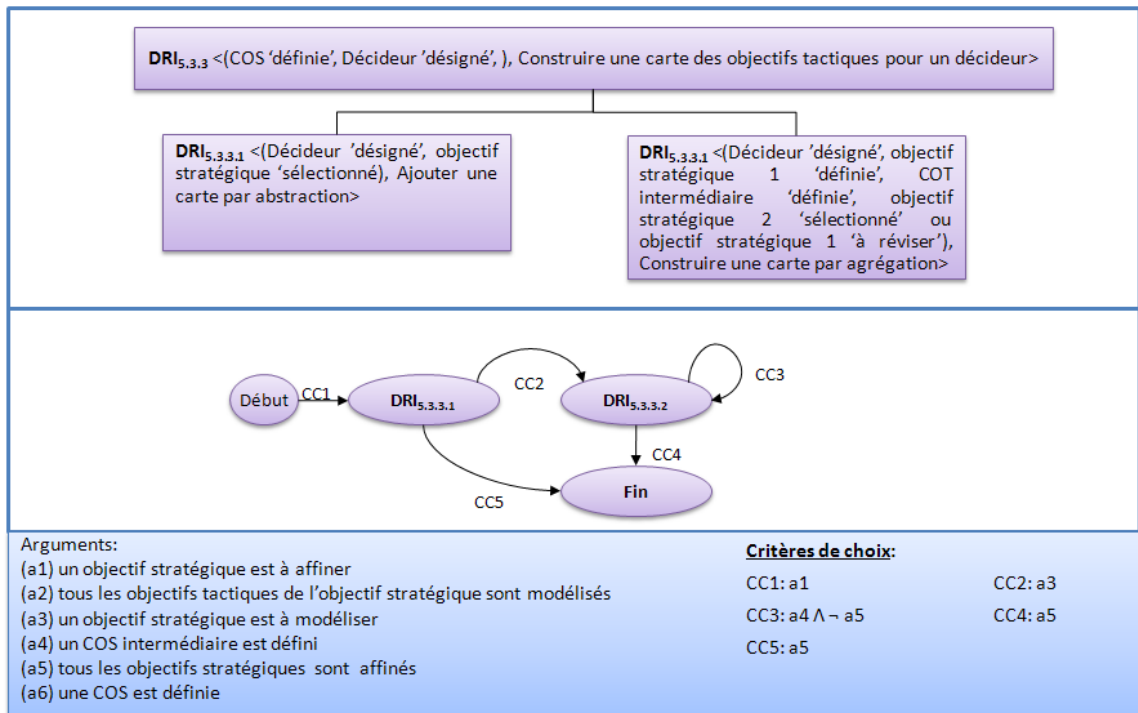 DRI5.3.3 <(COS ‘définie’, Décideur ’désigné’, ), Construire une carte des objectifs tactiques pour un décideur>
DRI5.3.3.1 <(Décideur ’désigné’, objectif
stratégique ‘sélectionné), Ajouter une
carte par abstraction>
DRI5.3.3.1 <(Décideur ’désigné’, objectif
stratégique 1 ‘définie’, COT
intermédiaire ‘définie’, objectif
stratégique 2 ‘sélectionné’ ou
objectif stratégique 1 ‘à réviser’),
Construire une carte par agrégation>
Début
CC1
DRI5.3.3.1
CC2
DRI5.3.3.2
CC3
CC4
CC5
Fin
Arguments:
(a1) un objectif stratégique est à affiner
(a2) tous les objectifs tactiques de l’objectif stratégique sont modélisés
(a3) un objectif stratégique est à modéliser
(a4) un COS intermédiaire est défini
(a5) tous les objectifs stratégiques sont affinés
(a6) une COS est définie
Critères de choix:
CC1: a1 CC2: a3
CC3: a4 Λ ¬ a5 CC4: a5
CC5: a5